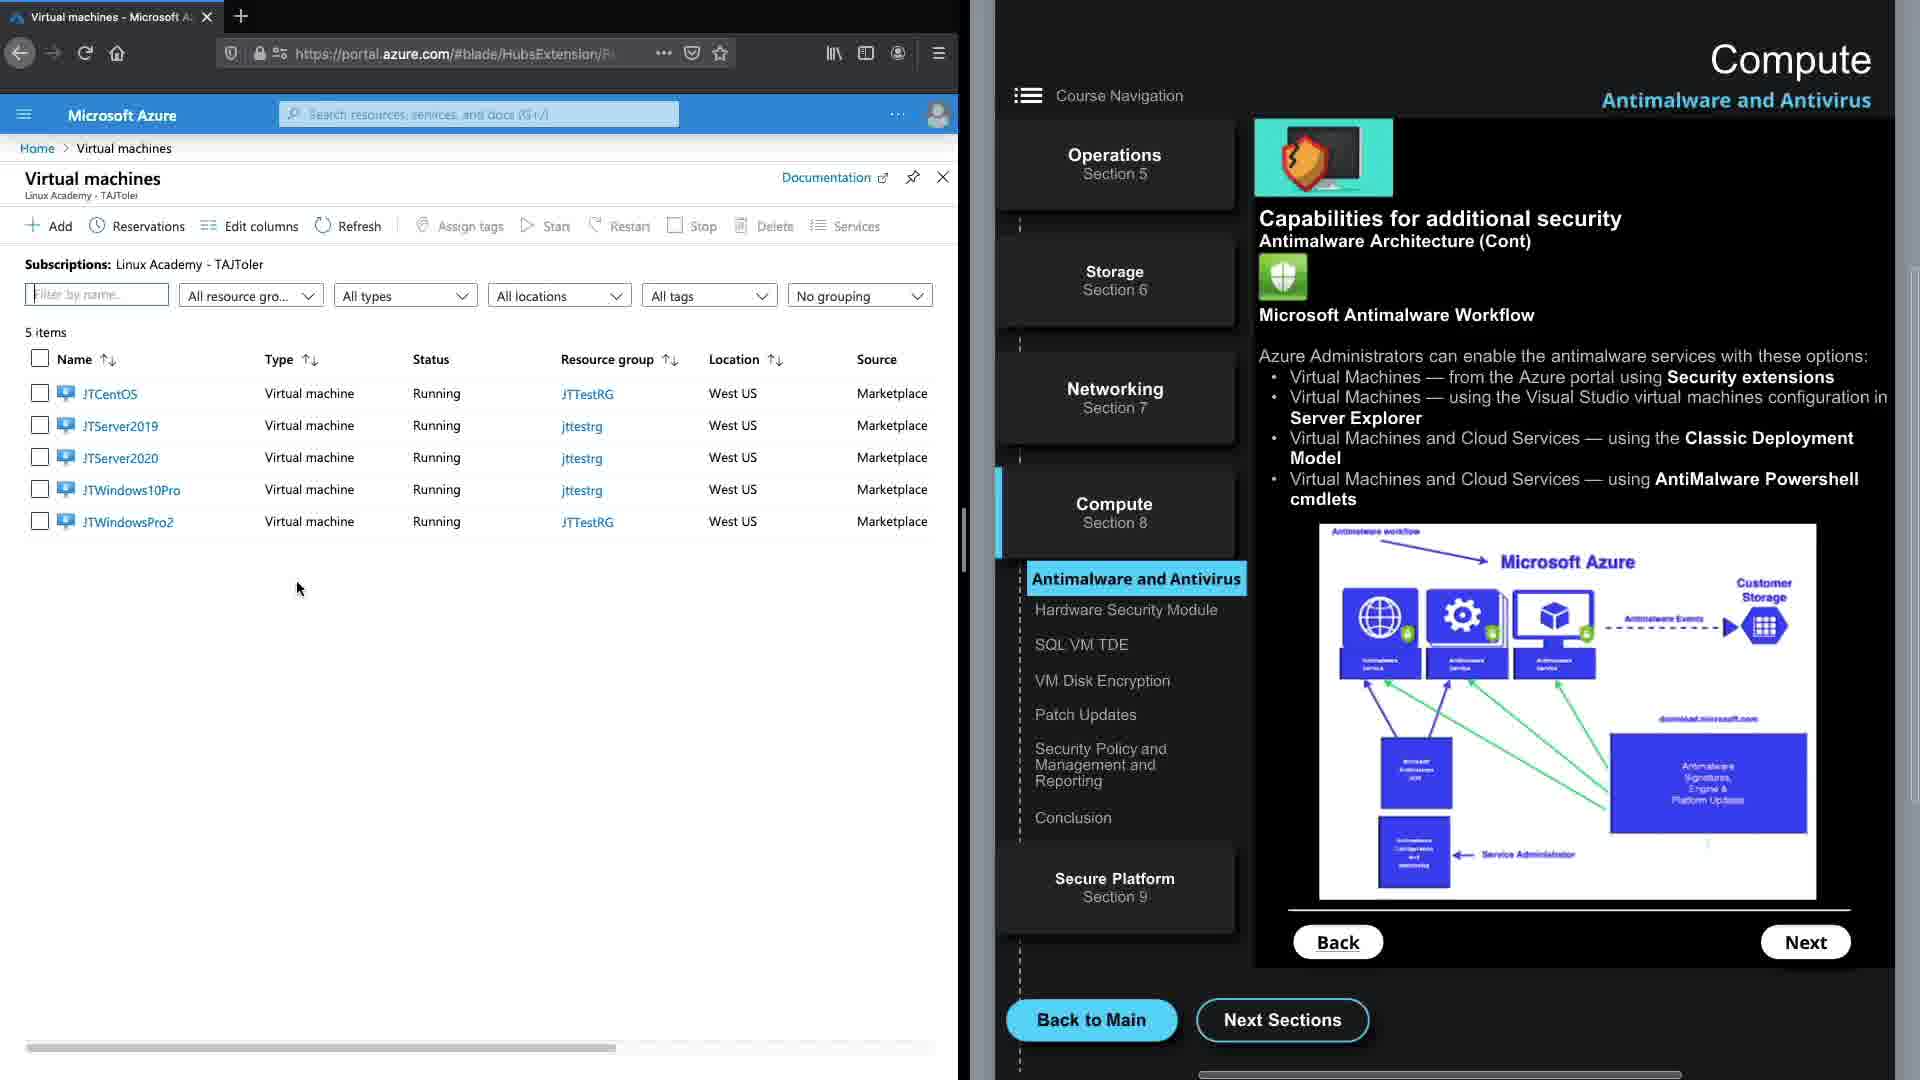 Virtual machines - Microsoft A
https://portal.azure.com/#blade/HubsExtension/
Microsoft Azure
Search resources, services, and docs (G+/)
Home > Virtual machines
Virtual machines
Linux Academy - TAJToler
Documentation
Add
Reservations
Edit columns
Refresh
Assign tags
Start
Restart
Stop
Delete
Services
Subscriptions: Linux Academy - TAJToler
Filter by name...
All resource gro...
All types
All locations
All tags
No grouping
5 items
Name Type Status Resource group Location Source
JTCentOS Virtual machine Running JTTestRG West US Marketplace
JTServer2019 Virtual machine Running jttestrg West US Marketplace
JTServer2020 Virtual machine Running jttestrg West US Marketplace
JTWindows10Pro Virtual machine Running jttestrg West US Marketplace
JTWindowsPro2 Virtual machine Running JTTestRG West US Marketplace
Compute
Antimalware and Antivirus
Course Navigation
Operations
Section 5
Storage
Section 6
Networking
Section 7
Compute
Section 8
Antimalware and Antivirus
Hardware Security Module
SQL VM TDE
VM Disk Encryption
Patch Updates
Security Policy and
Management and
Reporting
Conclusion
Secure Platform
Section 9
Capabilities for additional security
Antimalware Architecture (Cont)
Microsoft Antimalware Workflow
Azure Administrators can enable the antimalware services with these options:
• Virtual Machines — from the Azure portal using Security extensions
• Virtual Machines — using the Visual Studio virtual machines configuration in
Server Explorer
• Virtual Machines and Cloud Services — using the Classic Deployment
Model
• Virtual Machines and Cloud Services — using AntiMalware Powershell
cmdlets
Antimalware workflow
Microsoft Azure
Customer
Storage
Antimalware Events
Antimalware
Service
Antimalware
Service
Antimalware
Service
download.microsoft.com
Antimalware
Signatures,
Engine &
Platform Updates
Service Administrator
Back
Next
Back to Main
Next Sections